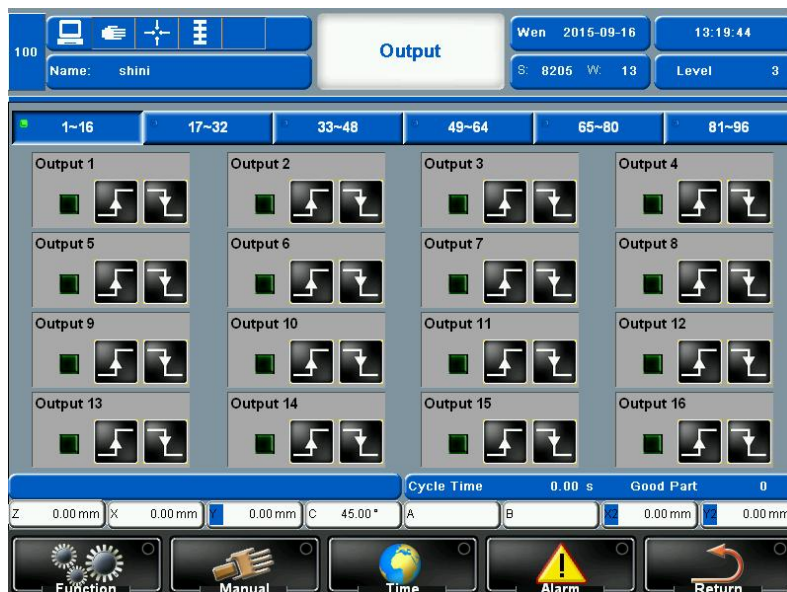 100
Name: shini
Output
Wen 2015-09-16
13:19:44
S: 8205 W: 13
Level 3
1~16 17~32 33~48 49~64 65~80 81~96
Output 1 Output 2 Output 3 Output 4
Output 5 Output 6 Output 7 Output 8
Output 9 Output 10 Output 11 Output 12
Output 13 Output 14 Output 15 Output 16
Cycle Time 0.00 s Good Part 0
Z 0.00 mm X 0.00 mm Y 0.00 mm C 45.00 ° A B X2 0.00 mm Y2 0.00 mm
Function Manual Time Alarm Return